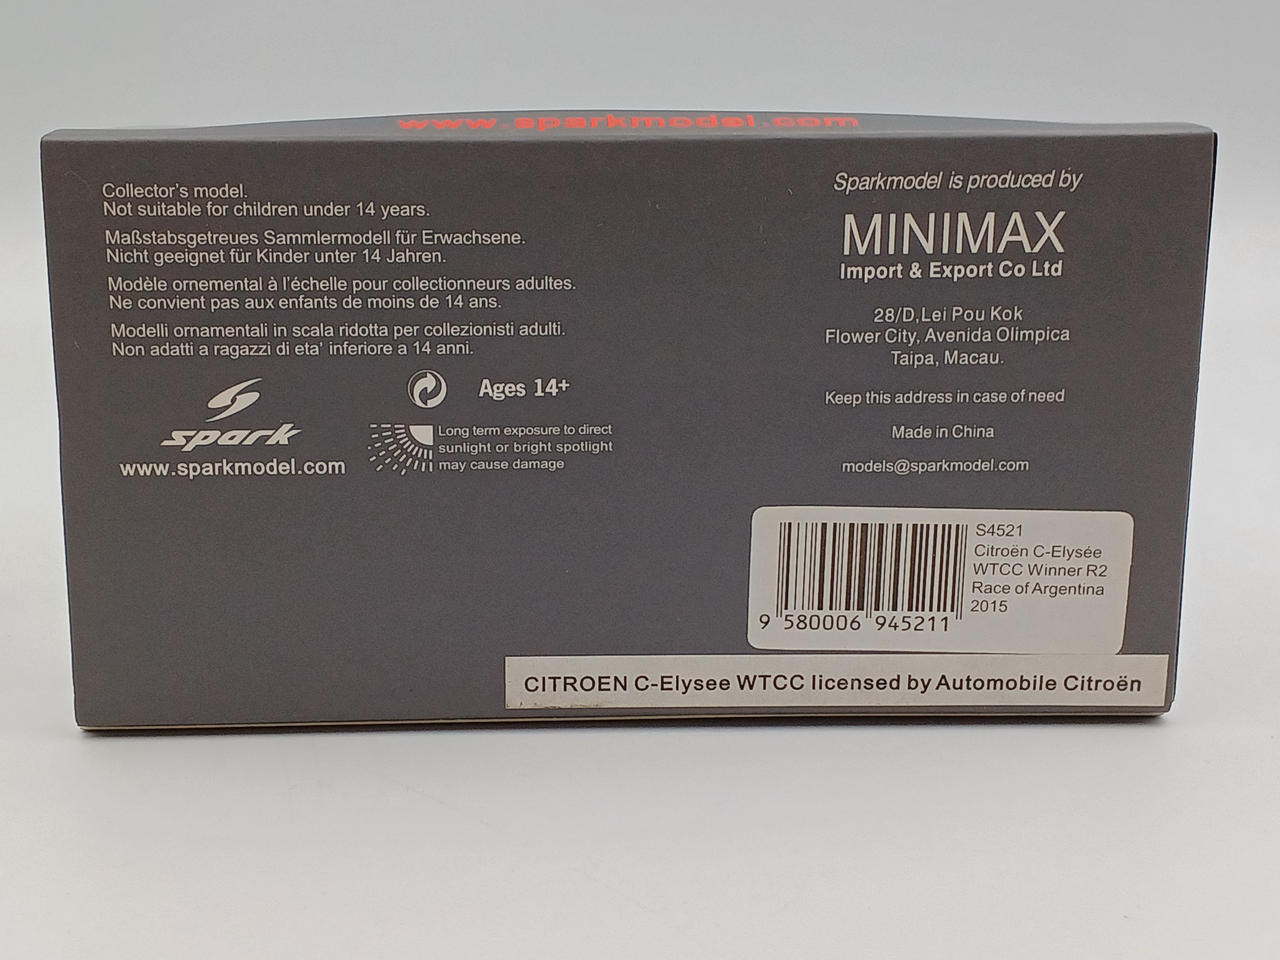 www.sparkmodel.com
Collector's model.
Not suitable for children under 14 years.
Maßstabsgetreues Sammlermodell für Erwachsene.
Nicht geeignet für Kinder unter 14 Jahren.
Modèle ornemental à l'échelle pour collectionneurs adultes.
Ne convient pas aux enfants de moins de 14 ans.
Modelli ornamentali in scala ridotta per collezionisti adulti.
Non adatti a ragazzi di eta' inferiore a 14 anni.
spark
www.sparkmodel.com
Ages 14+
Long term exposure to direct
sunlight or bright spotlight
may cause damage
Sparkmodel is produced by
MINIMAX
Import & Export Co Ltd
28/D,Lei Pou Kok
Flower City, Avenida Olimpica
Taipa, Macau.
Keep this address in case of need
Made in China
models@sparkmodel.com
9 580006 945211
S4521
Citroën C-Elysée
WTCC Winner R2
Race of Argentina
2015
CITROEN C-Elysee WTCC licensed by Automobile Citroën